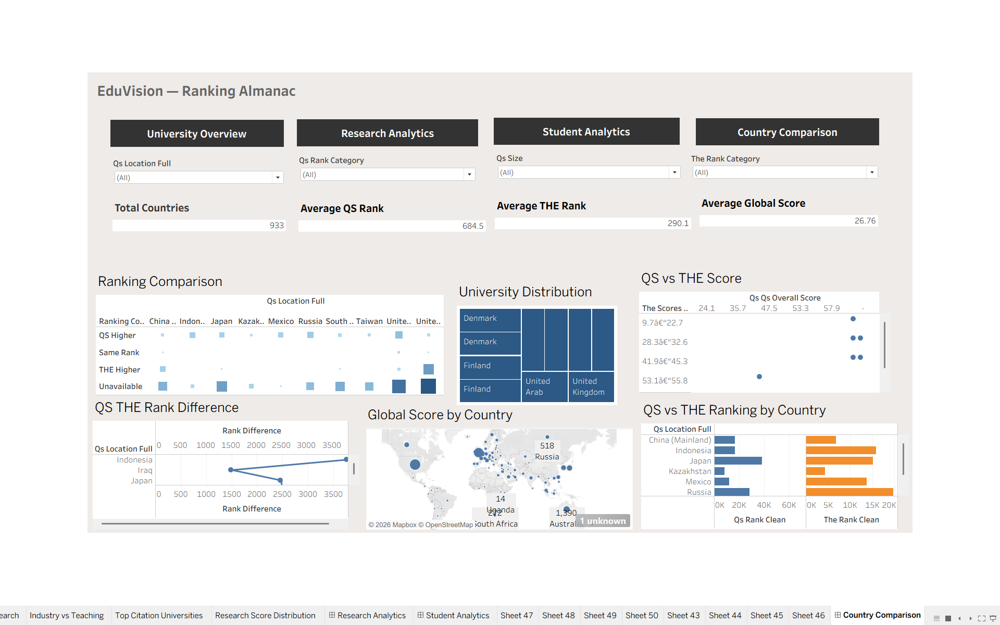 EduVision — Ranking Almanac
University Overview
Research Analytics
Student Analytics
Country Comparison
Qs Location Full
Qs Rank Category
Qs Size
The Rank Category
(All)
(All)
(All)
(All)
Total Countries
Average QS Rank
Average THE Rank
Average Global Score
933
684.5
290.1
26.76
Ranking Comparison
Qs Location Full
Ranking Co.. China .. Indon.. Japan Kazak.. Mexico Russia South .. Taiwan Unite.. Unite..
QS Higher
Same Rank
THE Higher
Unavailable
University Distribution
Denmark
Denmark
Finland
Finland
United
Arab
United
Kingdom
QS vs THE Score
Qs Qs Overall Score
The Scores .. 24.1 35.7 47.5 53.3 57.9 -
9.7â€“22.7
28.3â€“32.6
41.9â€“45.3
53.1â€“55.8
QS THE Rank Difference
Rank Difference
Qs Location Full 0 500 1000 1500 2000 2500 3000 3500
Indonesia
Iraq
Japan
0 500 1000 1500 2000 2500 3000 3500
Rank Difference
Global Score by Country
518
Russia
14
Uganda
272
South Africa
1,390
Australia
1 unknown
© 2026 Mapbox © OpenStreetMap
QS vs THE Ranking by Country
Qs Location Full
China (Mainland)
Indonesia
Japan
Kazakhstan
Mexico
Russia
0K 20K 40K 60K 0K 5K 10K 15K 20K
Qs Rank Clean The Rank Clean
earch Industry vs Teaching Top Citation Universities Research Score Distribution Research Analytics Student Analytics Sheet 47 Sheet 48 Sheet 49 Sheet 50 Sheet 43 Sheet 44 Sheet 45 Sheet 46 Country Comparison